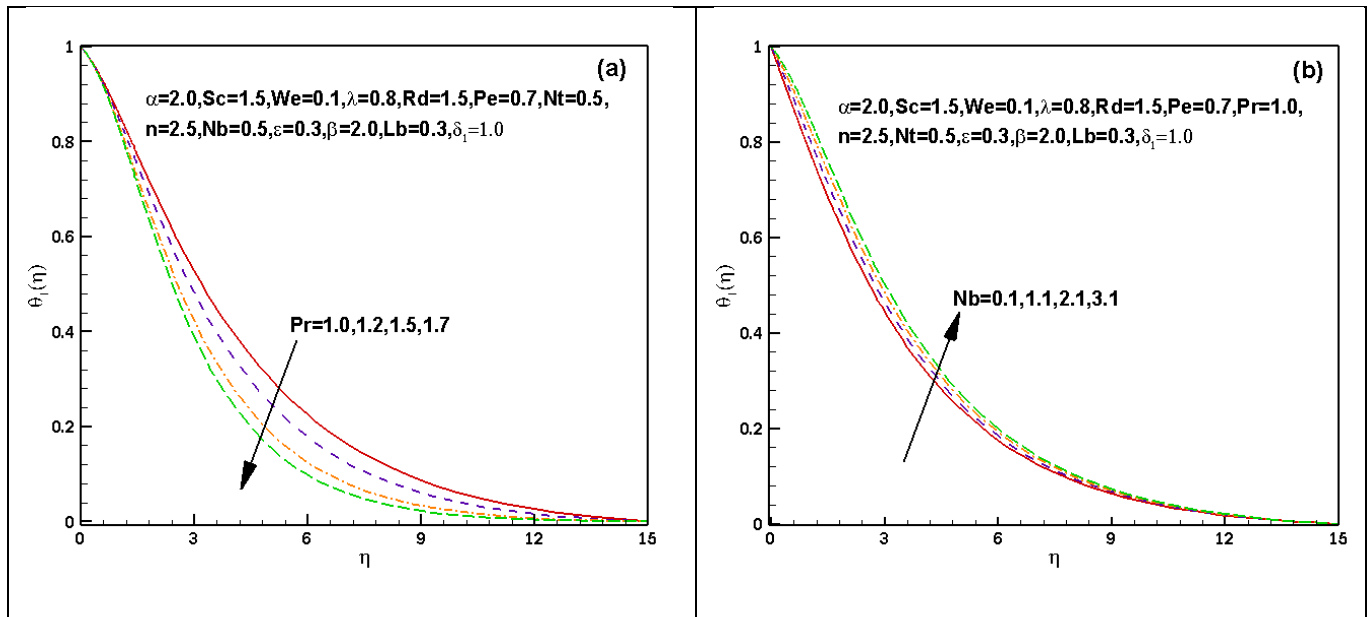 (a)
α=2.0,Sc=1.5,We=0.1,λ=0.8,Rd=1.5,Pe=0.7,Nt=0.5,
n=2.5,Nb=0.5,ε=0.3,β=2.0,Lb=0.3,δ₁=1.0
Pr=1.0,1.2,1.5,1.7
θ₁(η)
1
0.8
0.6
0.4
0.2
0
0 3 6 9 12 15
η
(b)
α=2.0,Sc=1.5,We=0.1,λ=0.8,Rd=1.5,Pe=0.7,Pr=1.0,
n=2.5,Nt=0.5,ε=0.3,β=2.0,Lb=0.3,δ₁=1.0
Nb=0.1,1.1,2.1,3.1
θ₁(η)
1
0.8
0.6
0.4
0.2
0
0 3 6 9 12 15
η